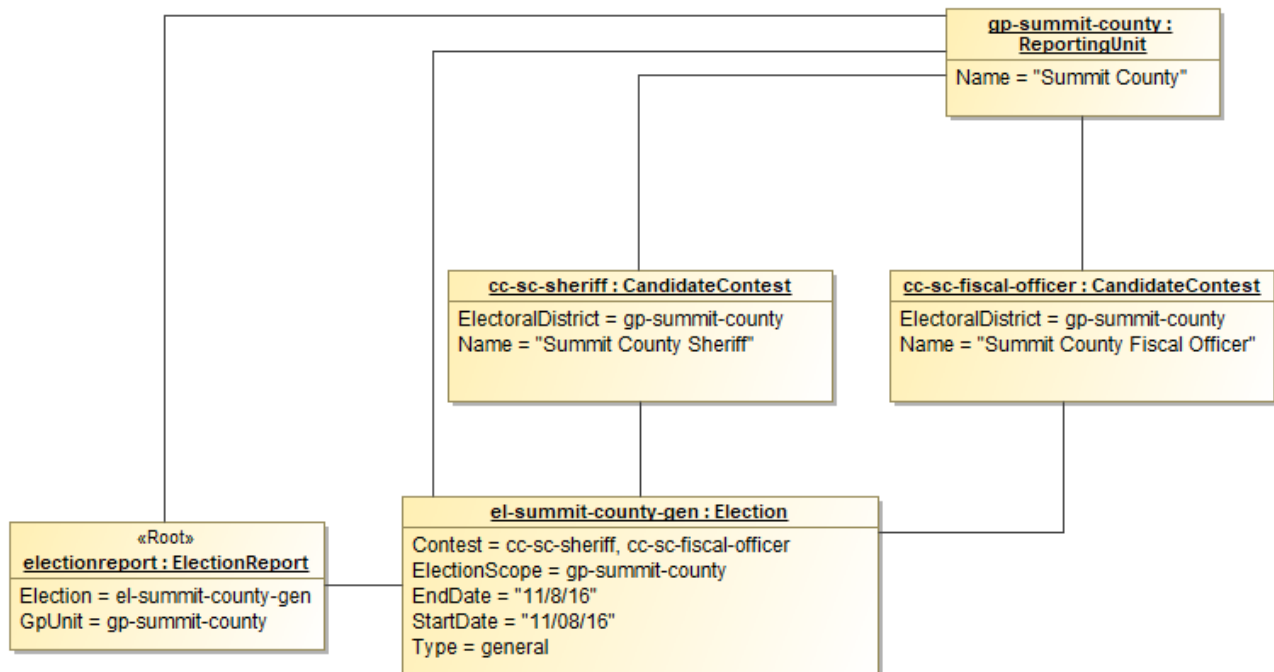 gp-summit-county :
ReportingUnit
Name = "Summit County"
cc-sc-sheriff : CandidateContest
ElectoralDistrict = gp-summit-county
Name = "Summit County Sheriff"
cc-sc-fiscal-officer : CandidateContest
ElectoralDistrict = gp-summit-county
Name = "Summit County Fiscal Officer"
«Root»
electionreport : ElectionReport
Election = el-summit-county-gen
GpUnit = gp-summit-county
el-summit-county-gen : Election
Contest = cc-sc-sheriff, cc-sc-fiscal-officer
ElectionScope = gp-summit-county
EndDate = "11/8/16"
StartDate = "11/08/16"
Type = general